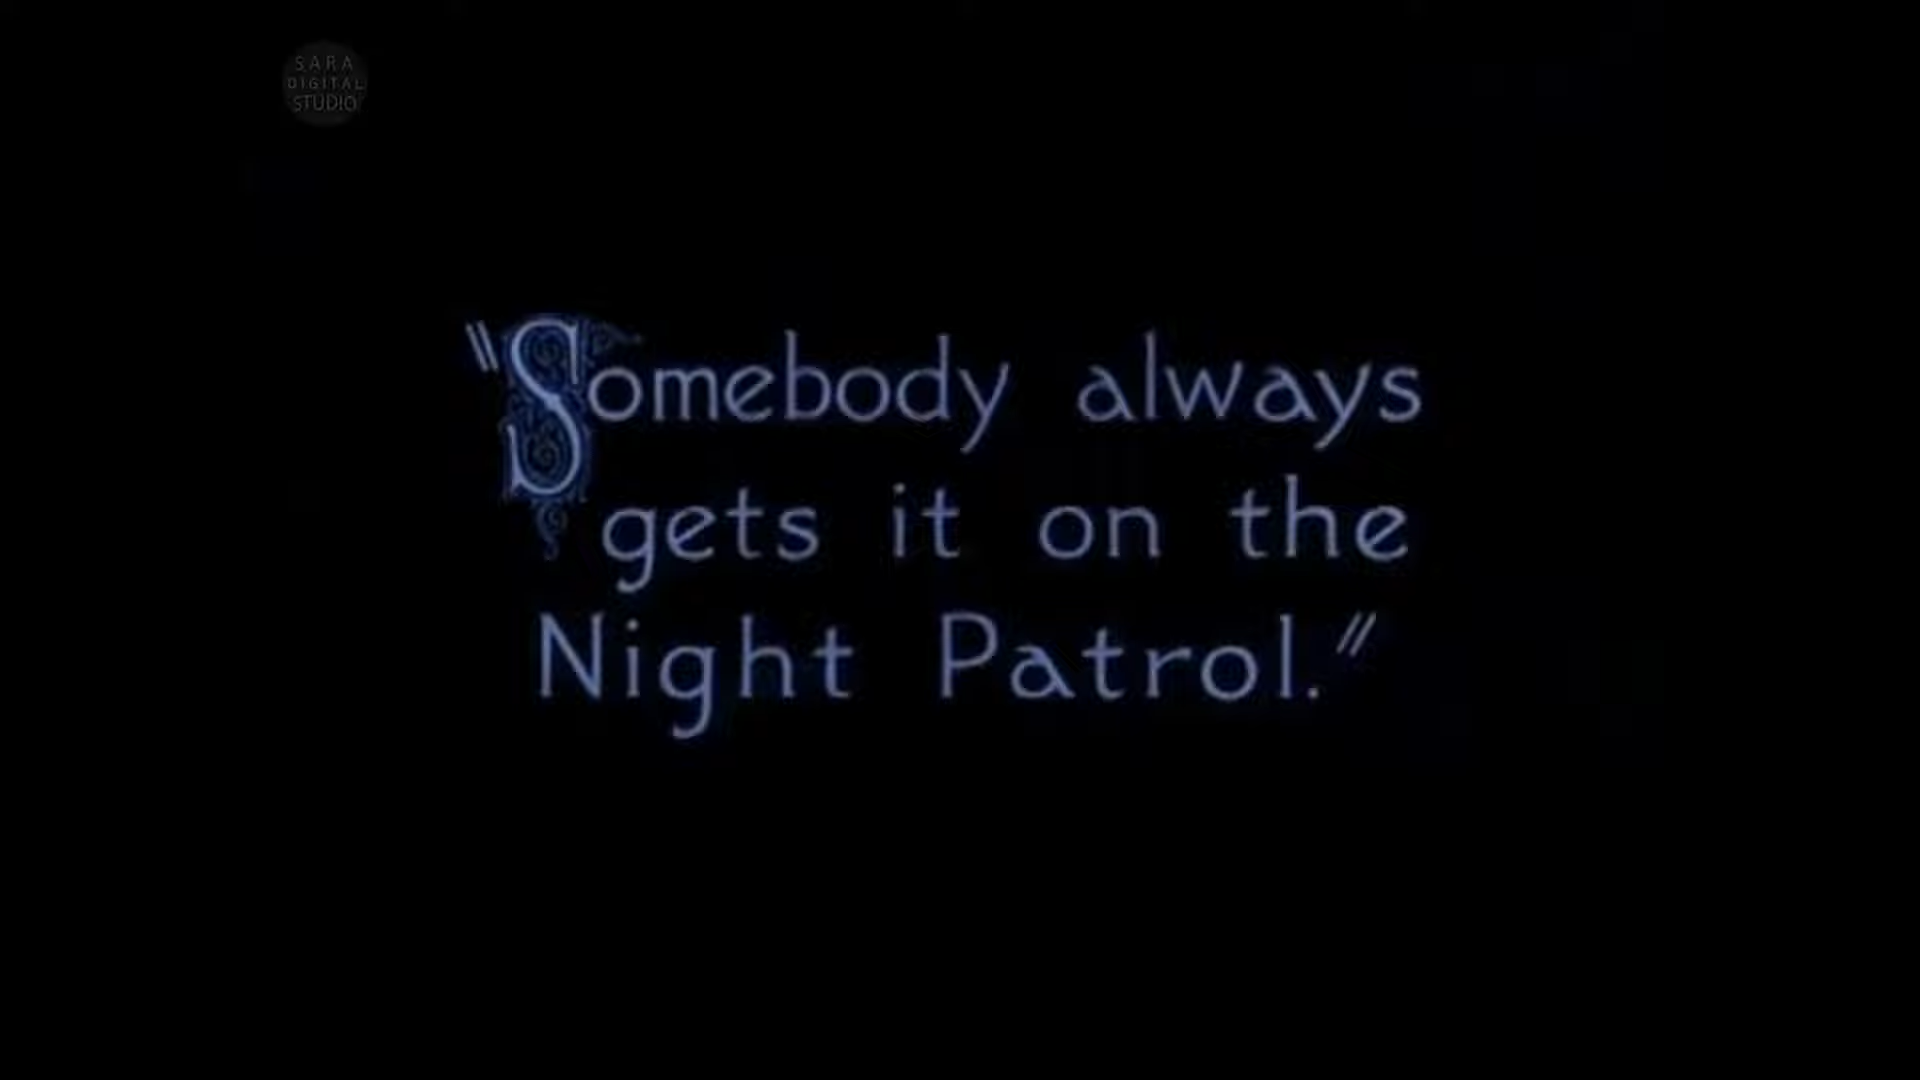 SARA
DIGITAL
STUDIO
"Somebody always
gets it on the
Night Patrol."